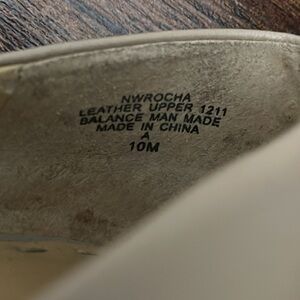 NWROCHA
LEATHER UPPER 1211
BALANCE MAN MADE
MADE IN CHINA
A
10M